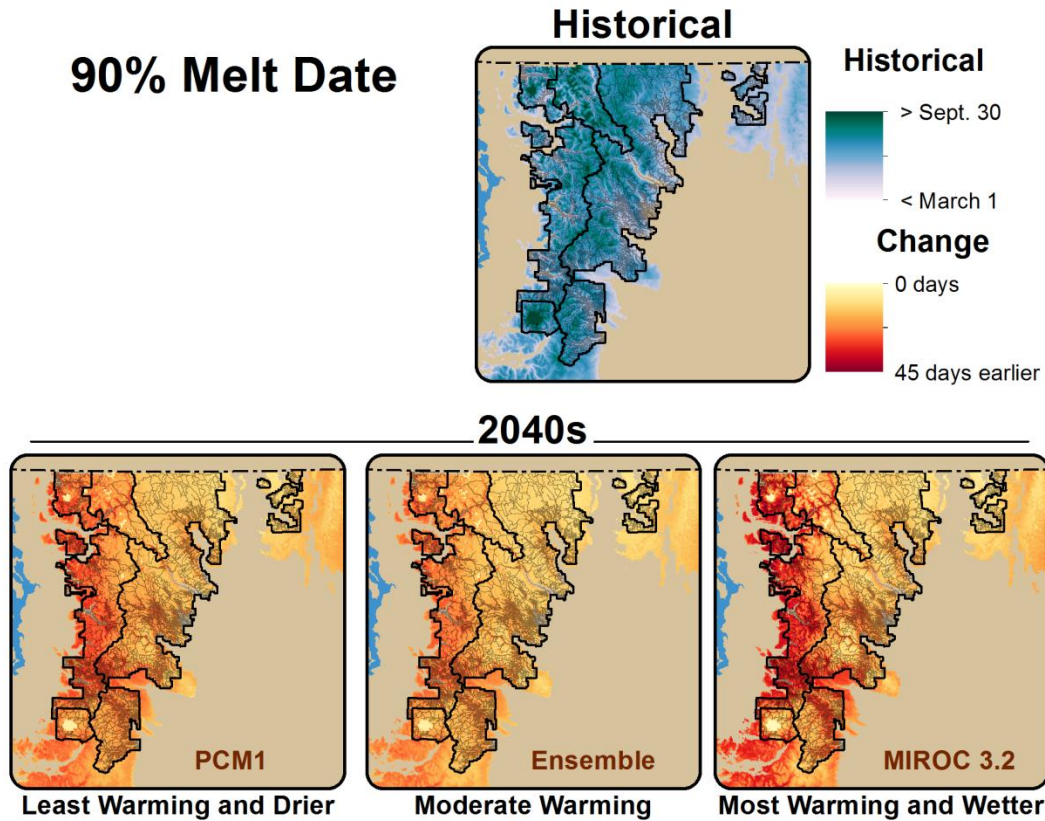 90% Melt Date
Historical
Historical
> Sept. 30
< March 1
Change
0 days
45 days earlier
2040s
PCM1
Ensemble
MIROC 3.2
Least Warming and Drier
Moderate Warming
Most Warming and Wetter